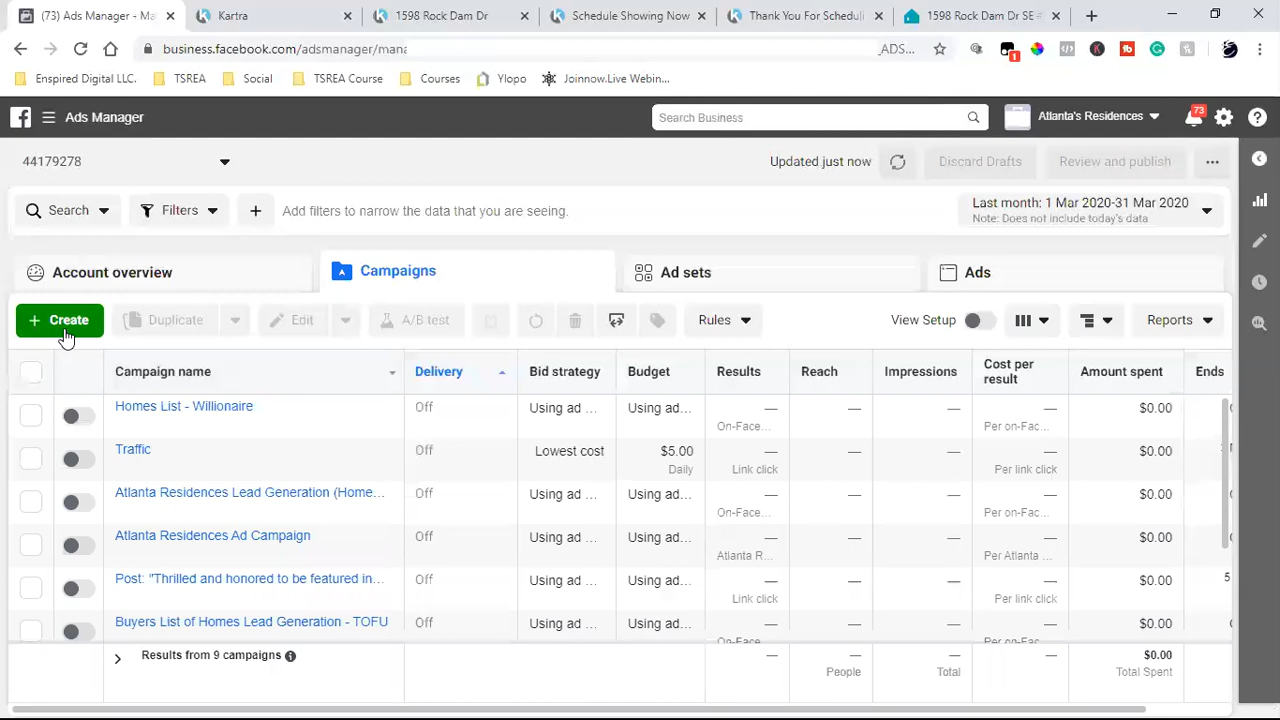 (73) Ads Manager - Ma
Kartra
1598 Rock Dam Dr
Schedule Showing Now
Thank You For Scheduli
1598 Rock Dam Dr SE
business.facebook.com/adsmanager/mana
_ADS...
1
Enspired Digital LLC.
TSREA
Social
TSREA Course
Courses
Ylopo
Joinnow.Live Webin...
Ads Manager
Search Business
Atlanta's Residences
73
44179278
Updated just now
Discard Drafts
Review and publish
Search
Filters
Add filters to narrow the data that you are seeing.
Last month: 1 Mar 2020-31 Mar 2020
Note: Does not include today's data
Account overview
Campaigns
Ad sets
Ads
+ Create
Duplicate
Edit
A/B test
Rules
View Setup
Reports
Campaign name
Delivery
Bid strategy
Budget
Results
Reach
Impressions
Cost per result
Amount spent
Ends
Homes List - Willionaire
Off
Using ad ...
Using ad...
—
—
—
—
$0.00
On-Face...
Per on-Fac...
Traffic
Off
Lowest cost
$5.00
—
—
—
—
$0.00
Daily
Link click
Per link click
Atlanta Residences Lead Generation (Home...
Off
Using ad ...
Using ad...
—
—
—
—
$0.00
On-Face...
Per on-Fac...
Atlanta Residences Ad Campaign
Off
Using ad ...
Using ad...
—
—
—
—
$0.00
Atlanta R...
Per Atlanta ...
Post: "Thrilled and honored to be featured in...
Off
Using ad ...
Using ad...
—
—
—
—
$0.00
5
Link click
Per link click
Buyers List of Homes Lead Generation - TOFU
Off
Using ad ...
Using ad...
—
—
—
—
$0.00
On-Face...
Per on-Fac...
Results from 9 campaigns
—
—
—
—
$0.00
People
Total
Total Spent